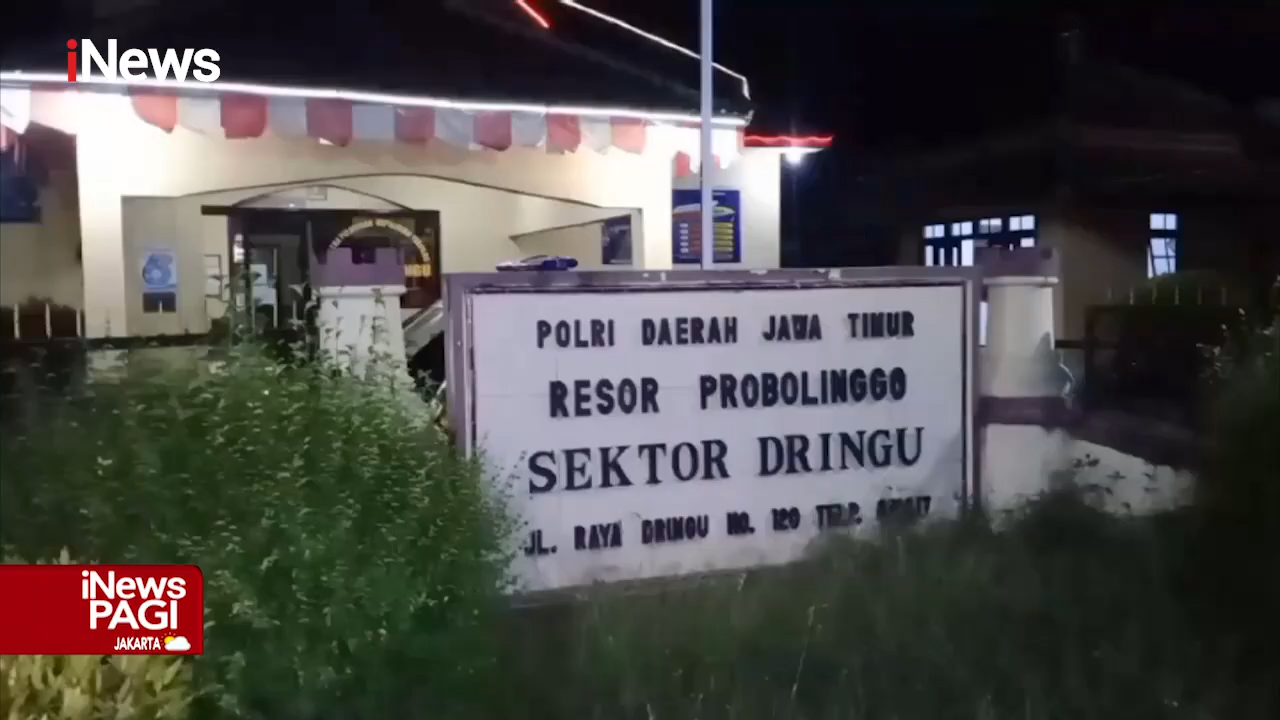 iNews
POLRI DAERAH JAWA TIMUR
RESOR PROBOLINGGO
SEKTOR DRINGU
JL. RAYA DRINGU NO. 120 TELP.
iNews
PAGI
JAKARTA